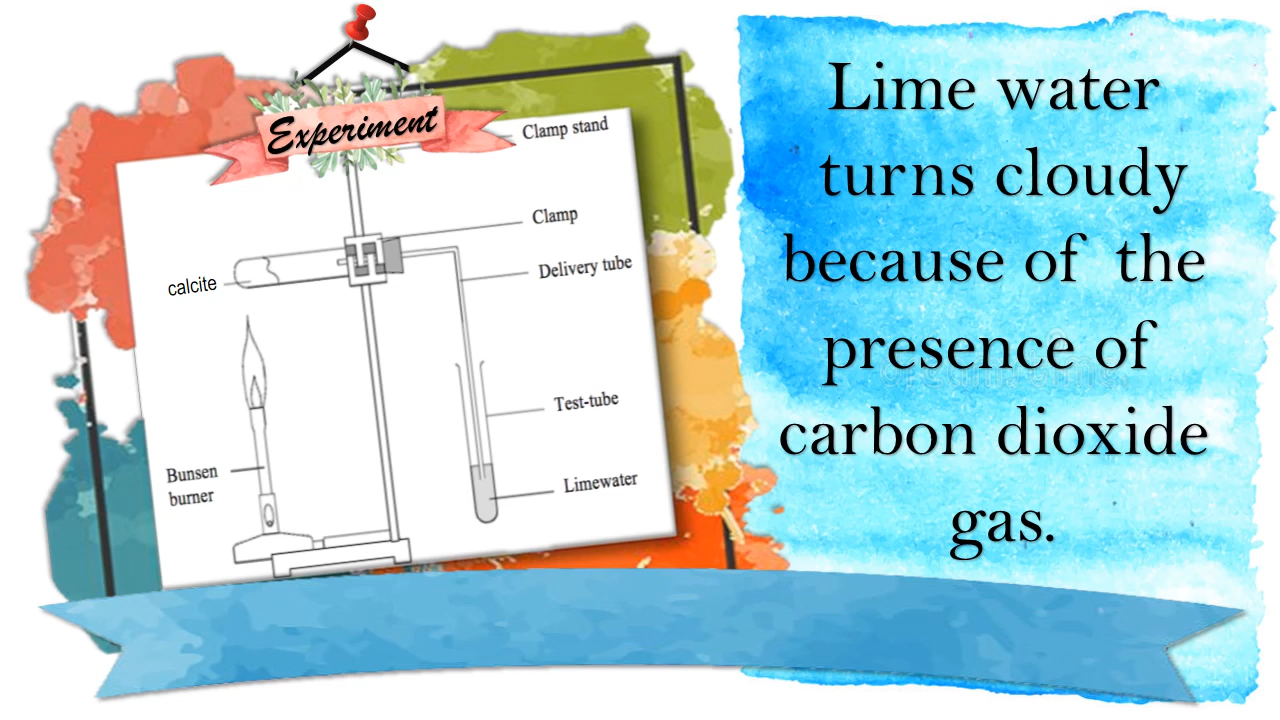 Experiment
Clamp stand
Clamp
Delivery tube
calcite
Test-tube
Bunsen
burner
Limewater
Lime water
turns cloudy
because of the
presence of
carbon dioxide
gas.